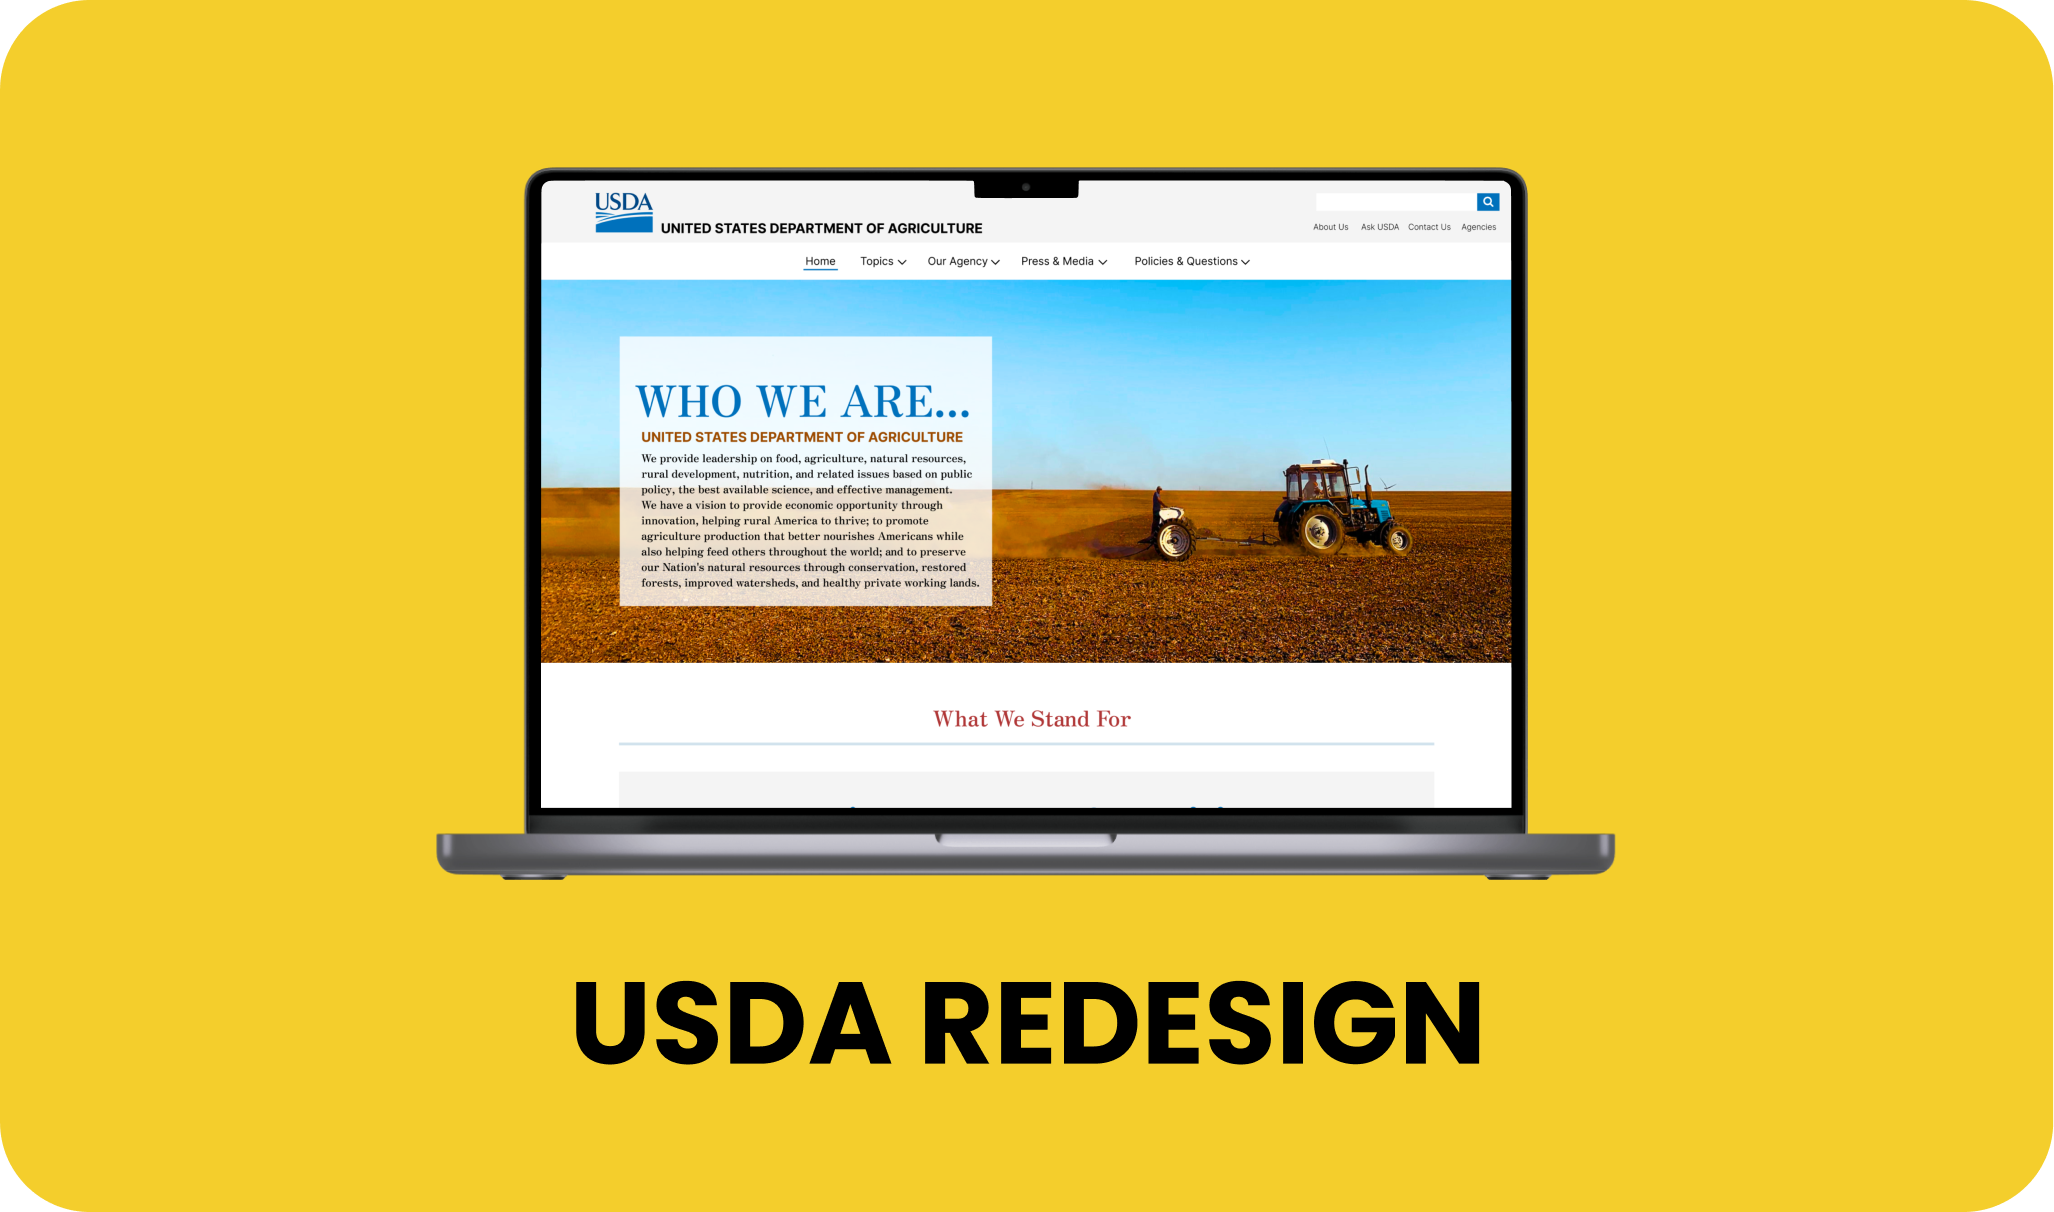 USDA
UNITED STATES DEPARTMENT OF AGRICULTURE
About Us Ask USDA Contact Us Agencies
Home Topics Our Agency Press & Media Policies & Questions
WHO WE ARE...
UNITED STATES DEPARTMENT OF AGRICULTURE
We provide leadership on food, agriculture, natural resources,
rural development, nutrition, and related issues based on public
policy, the best available science, and effective management.
We have a vision to provide economic opportunity through
innovation, helping rural America to thrive; to promote
agriculture production that better nourishes Americans while
also helping feed others throughout the world; and to preserve
our Nation's natural resources through conservation, restored
forests, improved watersheds, and healthy private working lands.
What We Stand For
USDA REDESIGN